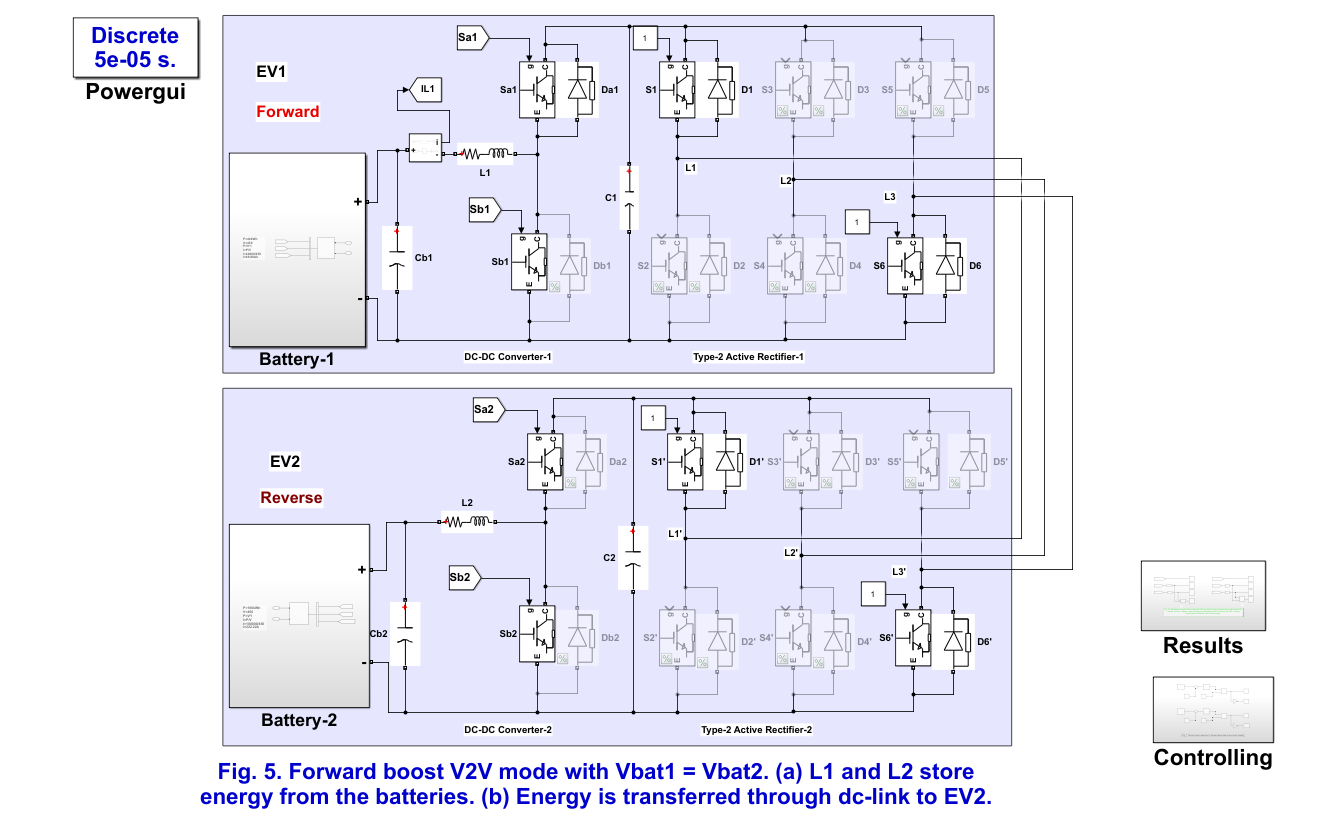 Discrete
5e-05 s.
Powergui
EV1
Forward
IL1
Sa1
g
C
Sa1
E
Da1
1
g
C
S1
E
D1
S3
D3
S5
D5
+
-
i
L1
Sb1
g
C
Sb1
E
Db1
C1
L1
L2
L3
S2
D2
S4
D4
1
g
C
S6
E
D6
+
-
Cb1
Battery-1
DC-DC Converter-1
Type-2 Active Rectifier-1
EV2
Reverse
Sa2
g
C
Sa2
E
Da2
1
g
C
S1'
E
D1'
S3'
D3'
S5'
D5'
L2
C2
L1'
L2'
L3'
Sb2
g
C
Sb2
E
Db2
S2'
D2'
S4'
D4'
1
g
C
S6'
E
D6'
+
-
Cb2
Battery-2
DC-DC Converter-2
Type-2 Active Rectifier-2
Results
Controlling
Fig. 5. Forward boost V2V mode with Vbat1 = Vbat2. (a) L1 and L2 store
energy from the batteries. (b) Energy is transferred through dc-link to EV2.